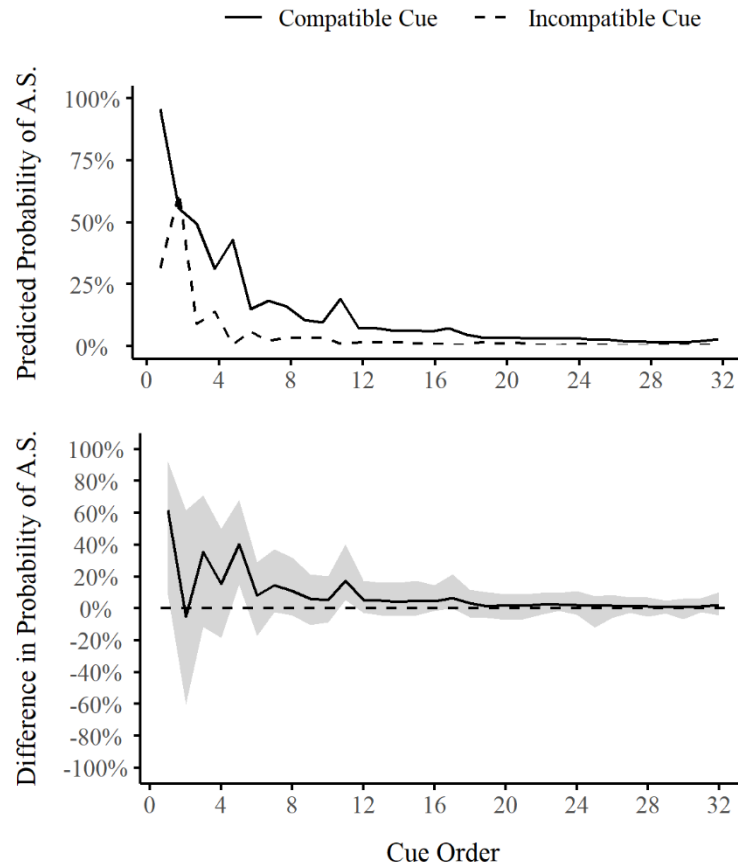 Compatible Cue Incompatible Cue
Predicted Probability of A.S.
100%
75%
50%
25%
0%
0 4 8 12 16 20 24 28 32
Difference in Probability of A.S.
100%
80%
60%
40%
20%
0%
-20%
-40%
-60%
-80%
-100%
0 4 8 12 16 20 24 28 32
Cue Order